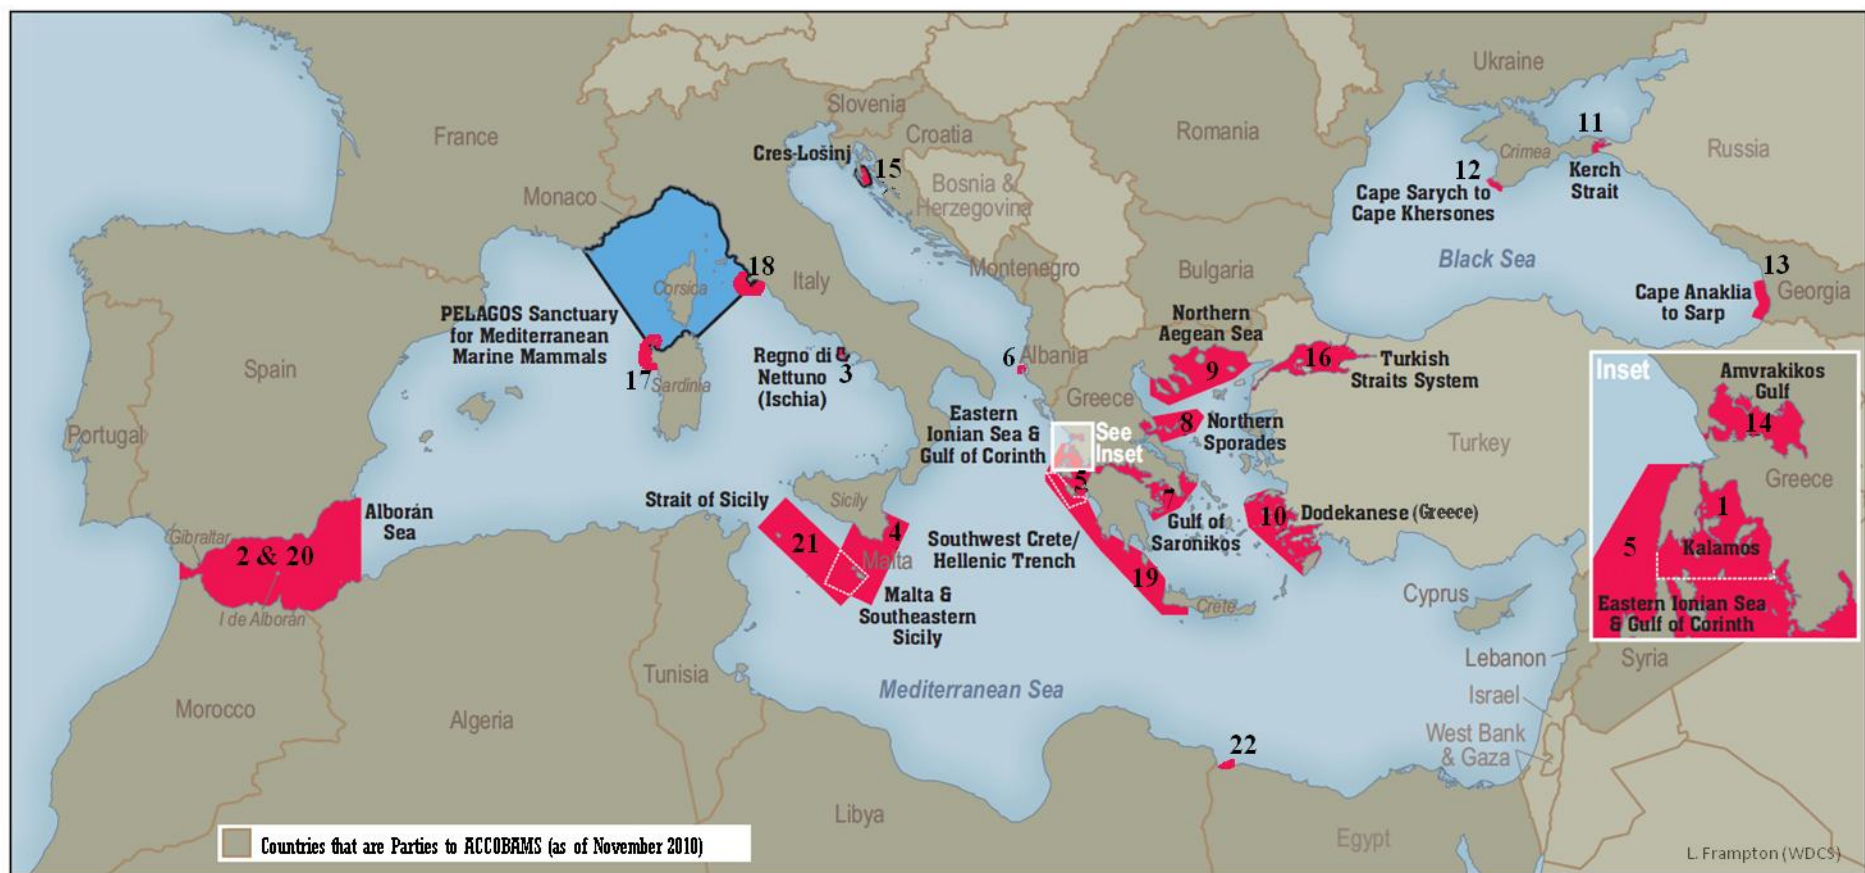 Ukraine
Slovenia
France
Croatia
Romania
11
Crimea
Russia
Cres-Lošinj
15
12
Kerch
Strait
Bosnia &
Herzegovina
Monaco
Cape Sarych to
Cape Khersones
Black Sea
Montenegro
18
Italy
Bulgaria
13
Corsica
Cape Anaklia
to Sarp
Georgia
PELAGOS Sanctuary
for Mediterranean
Marine Mammals
Northern
Aegean Sea
Regno di
Nettuno
(Ischia)
3
6
Albania
9
16
Turkish
Straits System
Spain
17
Sardinia
Inset
Amvrakikos
Gulf
14
Greece
Greece
Eastern
Ionian Sea &
Gulf of Corinth
See
Inset
8
Northern
Sporades
Portugal
Turkey
5
7
Strait of Sicily
Sicily
Alborán
Sea
10
Dodekanese (Greece)
1
Gibraltar
2 & 20
21
4
Malta
Southwest Crete/
Hellenic Trench
Gulf of
Saronikos
5
Kalamos
19
I de Alborán
Malta &
Southeastern
Sicily
Crete
Cyprus
Eastern Ionian Sea
& Gulf of Corinth
Lebanon
Syria
Tunisia
Mediterranean Sea
Israel
Morocco
Algeria
West Bank
& Gaza
22
Libya
Egypt
Countries that are Parties to ACCOBAMS (as of November 2010)
L. Frampton (WDCS)